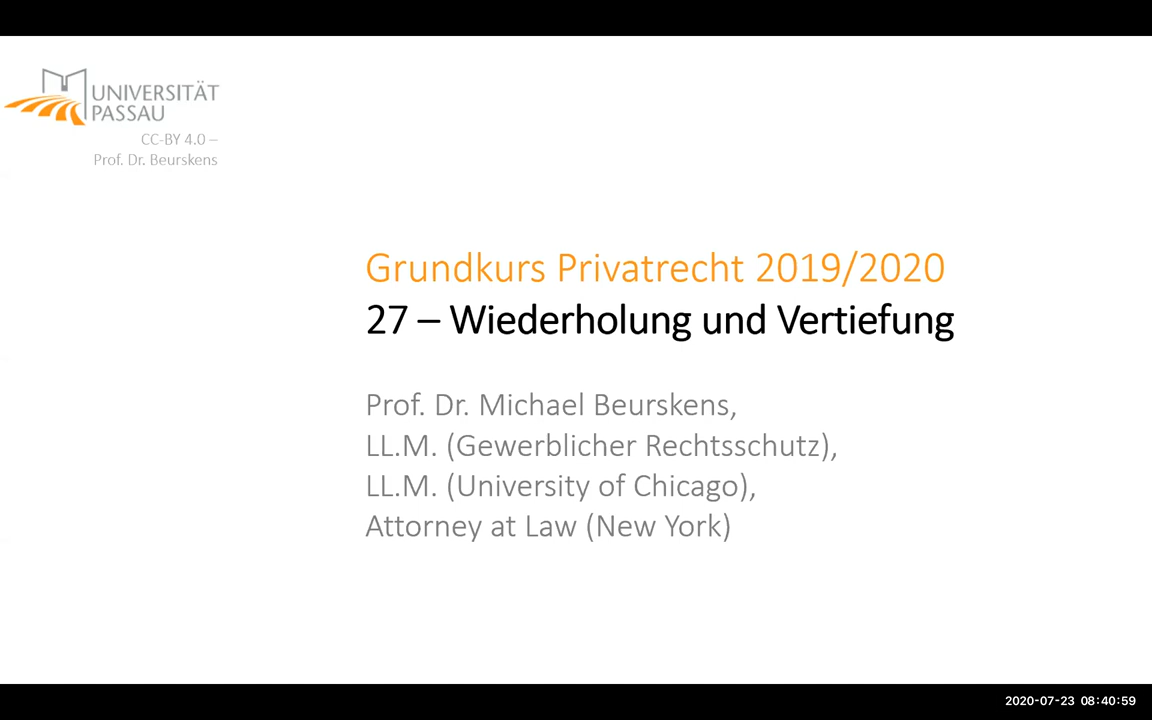 UNIVERSITÄT
PASSAU
CC-BY 4.0 –
Prof. Dr. Beurskens
Grundkurs Privatrecht 2019/2020
27 – Wiederholung und Vertiefung
Prof. Dr. Michael Beurskens,
LL.M. (Gewerblicher Rechtsschutz),
LL.M. (University of Chicago),
Attorney at Law (New York)
2020-07-23 08:40:59